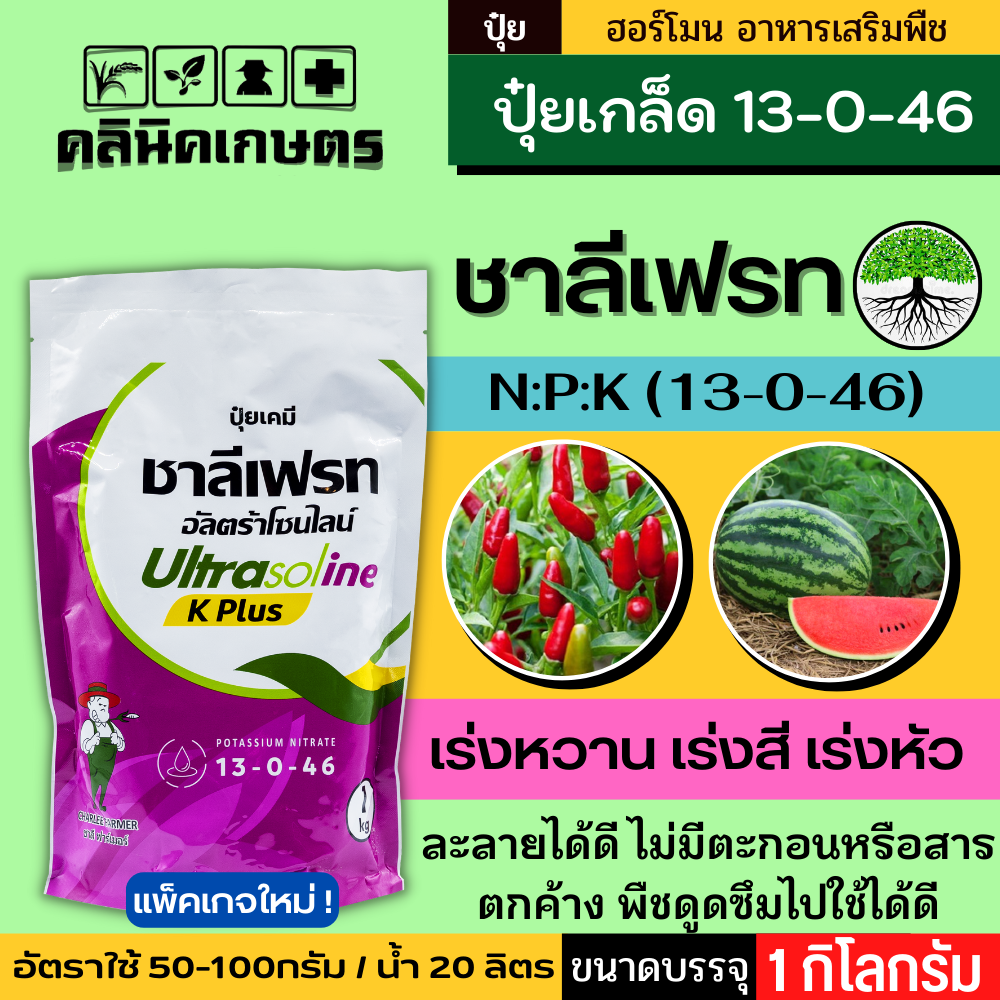 คลินิคเกษตร
ปุ๋ย
ฮอร์โมน อาหารเสริมพืช
ปุ๋ยเกล็ด 13-0-46
ชาลีเฟรท
N:P:K (13-0-46)
ปุ๋ยเคมี
ชาลีเฟรท
อัลตร้าโซนไลน์
Ultrasoline
K Plus
POTASSIUM NITRATE
13-0-46
1
kg
CHARLEE FARMER
ชาลี ฟาร์เมอร์
แพ็คเกจใหม่ !
เร่งหวาน เร่งสี เร่งหัว
ละลายได้ดี ไม่มีตะกอนหรือสาร
ตกค้าง พืชดูดซึมไปใช้ได้ดี
อัตราใช้ 50-100กรัม / น้ำ 20 ลิตร
ขนาดบรรจุ
1 กิโลกรัม